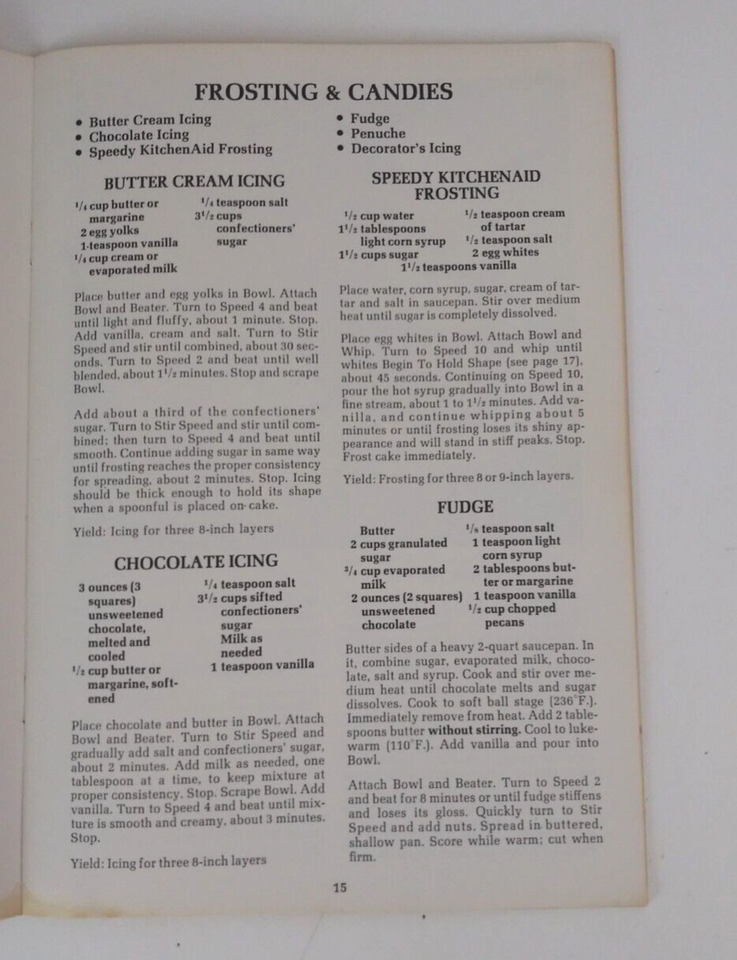 FROSTING & CANDIES
• Butter Cream Icing
• Chocolate Icing
• Speedy KitchenAid Frosting
• Fudge
• Penuche
• Decorator's Icing
BUTTER CREAM ICING
1/4 cup butter or
margarine
2 egg yolks
1 teaspoon vanilla
1/4 cup cream or
evaporated milk
1/4 teaspoon salt
3 1/2 cups
confectioners'
sugar
Place butter and egg yolks in Bowl. Attach
Bowl and Beater. Turn to Speed 4 and beat
until light and fluffy, about 1 minute. Stop.
Add vanilla, cream and salt. Turn to Stir
Speed and stir until combined, about 30 sec-
onds. Turn to Speed 2 and beat until well
blended, about 1 1/2 minutes. Stop and scrape
Bowl.
Add about a third of the confectioners'
sugar. Turn to Stir Speed and stir until com-
bined; then turn to Speed 4 and beat until
smooth. Continue adding sugar in same way
until frosting reaches the proper consistency
for spreading, about 2 minutes. Stop. Icing
should be thick enough to hold its shape
when a spoonful is placed on cake.
Yield: Icing for three 8-inch layers
CHOCOLATE ICING
3 ounces (3
squares)
unsweetened
chocolate,
melted and
cooled
1/2 cup butter or
margarine, soft-
ened
1/4 teaspoon salt
3 1/2 cups sifted
confectioners'
sugar
Milk as
needed
1 teaspoon vanilla
Place chocolate and butter in Bowl. Attach
Bowl and Beater. Turn to Stir Speed and
gradually add salt and confectioners' sugar,
about 2 minutes. Add milk as needed, one
tablespoon at a time, to keep mixture at
proper consistency. Stop. Scrape Bowl. Add
vanilla. Turn to Speed 4 and beat until mix-
ture is smooth and creamy, about 3 minutes.
Stop.
Yield: Icing for three 8-inch layers
SPEEDY KITCHENAID
FROSTING
1/2 cup water
1 1/2 tablespoons
light corn syrup
1 1/2 cups sugar
1/2 teaspoon cream
of tartar
1/2 teaspoon salt
2 egg whites
1 1/2 teaspoons vanilla
Place water, corn syrup, sugar, cream of tar-
tar and salt in saucepan. Stir over medium
heat until sugar is completely dissolved.
Place egg whites in Bowl. Attach Bowl and
Whip. Turn to Speed 10 and whip until
whites Begin To Hold Shape (see page 17),
about 45 seconds. Continuing on Speed 10,
pour the hot syrup gradually into Bowl in a
fine stream, about 1 to 1 1/2 minutes. Add va-
nilla, and continue whipping about 5
minutes or until frosting loses its shiny ap-
pearance and will stand in stiff peaks. Stop.
Frost cake immediately.
Yield: Frosting for three 8 or 9-inch layers.
FUDGE
Butter
2 cups granulated
sugar
3/4 cup evaporated
milk
2 ounces (2 squares)
unsweetened
chocolate
1/8 teaspoon salt
1 teaspoon light
corn syrup
2 tablespoons but-
ter or margarine
1 teaspoon vanilla
1/2 cup chopped
pecans
Butter sides of a heavy 2-quart saucepan. In
it, combine sugar, evaporated milk, choco-
late, salt and syrup. Cook and stir over me-
dium heat until chocolate melts and sugar
dissolves. Cook to soft ball stage (236°F.).
Immediately remove from heat. Add 2 table-
spoons butter without stirring. Cool to luke-
warm (110°F.). Add vanilla and pour into
Bowl.
Attach Bowl and Beater. Turn to Speed 2
and beat for 8 minutes or until fudge stiffens
and loses its gloss. Quickly turn to Stir
Speed and add nuts. Spread in buttered,
shallow pan. Score while warm; cut when
firm.
15